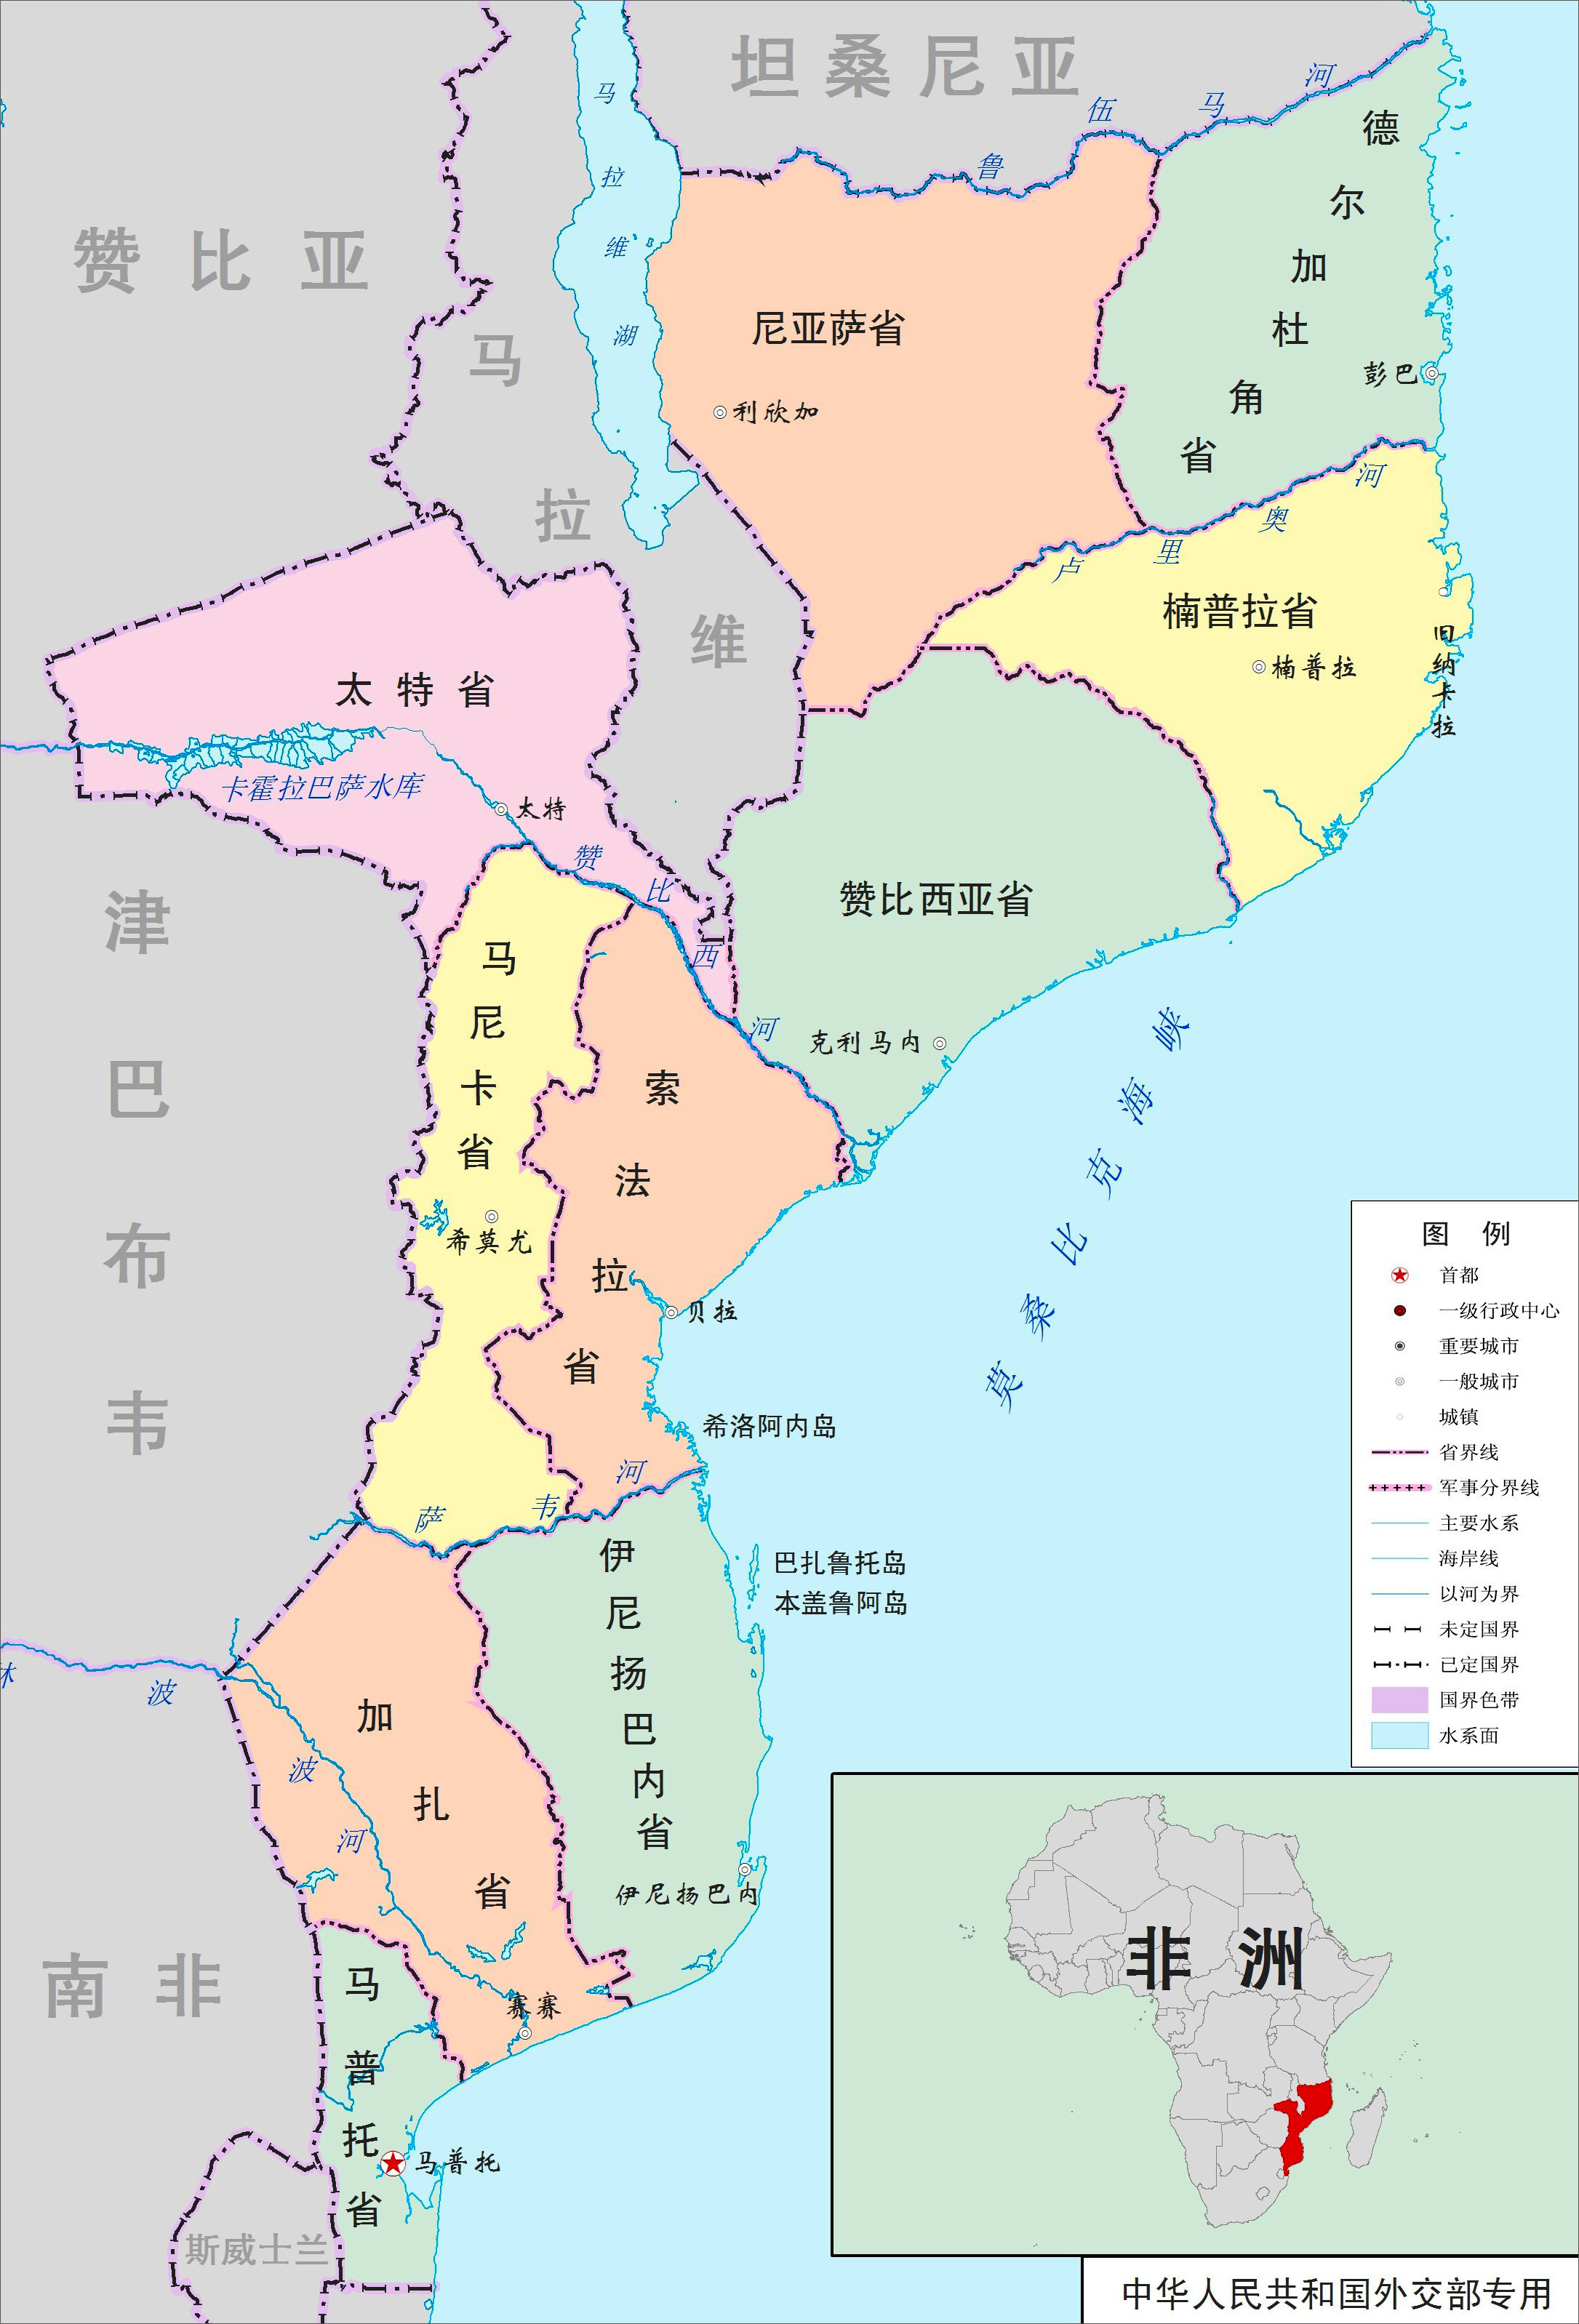 坦桑尼亚
赞比亚
马拉维
津巴布韦
南非
斯威士兰
马拉维湖
鲁伍马河
德尔加杜角省
彭巴
尼亚萨省
利欣加
卢里奥河
楠普拉省
楠普拉
旧纳卡拉
太特省
卡霍拉巴萨水库
太特
赞比西河
赞比西亚省
克利马内
马尼卡省
希莫尤
索法拉省
贝拉
希洛阿内岛
萨韦河
莫桑比克海峡
伊尼扬巴内省
巴扎鲁托岛
本盖鲁阿岛
伊尼扬巴内
林波波河
加扎省
赛赛
马普托省
马普托
图例
首都
一级行政中心
重要城市
一般城市
城镇
省界线
军事分界线
主要水系
海岸线
以河为界
未定国界
已定国界
国界色带
水系面
非洲
中华人民共和国外交部专用